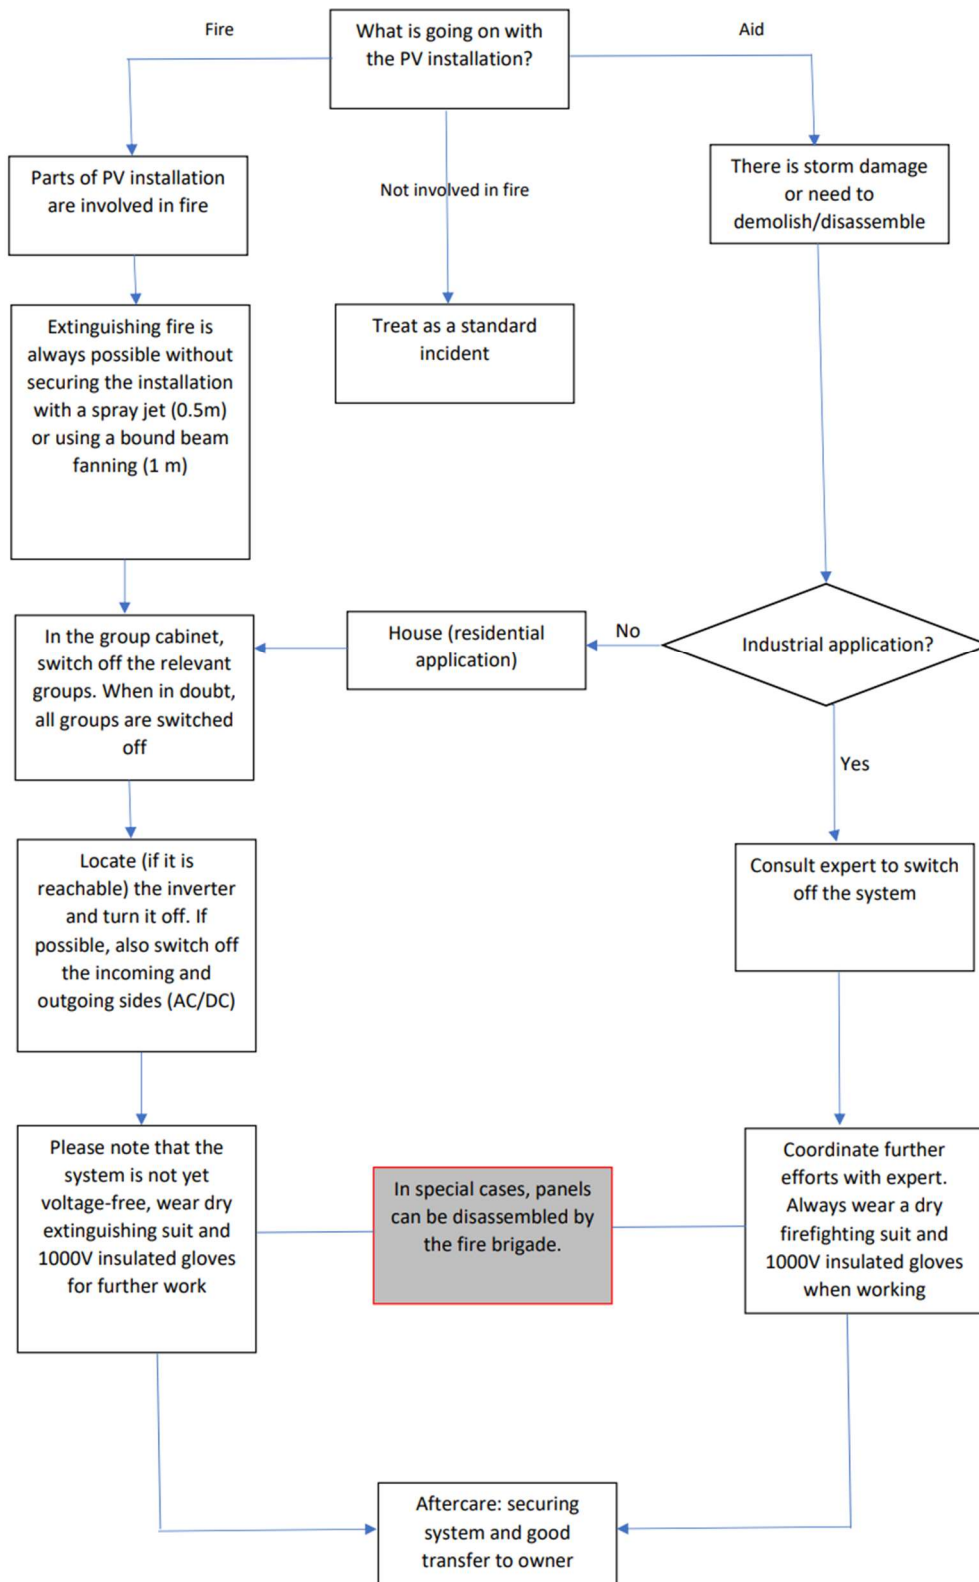 Fire
What is going on with
the PV installation?
Aid
Parts of PV installation
are involved in fire
Not involved in fire
There is storm damage
or need to
demolish/disassemble
Extinguishing fire is
always possible without
securing the installation
with a spray jet (0.5m)
or using a bound beam
fanning (1 m)
Treat as a standard
incident
In the group cabinet,
switch off the relevant
groups. When in doubt,
all groups are switched
off
House (residential
application)
No
Industrial application?
Yes
Locate (if it is
reachable) the inverter
and turn it off. If
possible, also switch off
the incoming and
outgoing sides (AC/DC)
Consult expert to switch
off the system
Please note that the
system is not yet
voltage-free, wear dry
extinguishing suit and
1000V insulated gloves
for further work
In special cases, panels
can be disassembled by
the fire brigade.
Coordinate further
efforts with expert.
Always wear a dry
firefighting suit and
1000V insulated gloves
when working
Aftercare: securing
system and good
transfer to owner